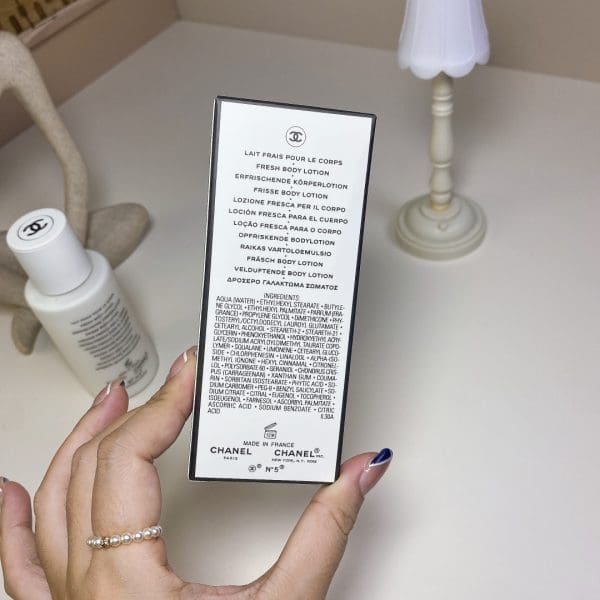 LAIT FRAIS POUR LE CORPS
FRESH BODY LOTION
ERFRISCHENDE KÖRPERLOTION
FRISSE BODY LOTION
LOZIONE FRESCA PER IL CORPO
LOCIÓN FRESCA PARA EL CUERPO
LOÇÃO FRESCA PARA O CORPO
OPFRISKENDE BODYLOTION
RAIKAS VARTALOEMULSIO
FRÄSCH BODY LOTION
VELDUFTENDE BODY LOTION
ΔΡΟΣΕΡΟ ΓΑΛΑΚΤΩΜΑ ΣΩΜΑΤΟΣ
INGREDIENTS:
AQUA (WATER) • ETHYLHEXYL STEARATE • BUTYLE-
NE GLYCOL • ETHYLHEXYL PALMITATE • PARFUM (FRA-
GRANCE) • PROPYLENE GLYCOL • DIMETHICONE • PHY-
TOSTERYL/OCTYLDODECYL LAUROYL GLUTAMATE •
CETEARYL ALCOHOL • STEARETH-2 • STEARETH-21 •
GLYCERIN • PHENOXYETHANOL • HYDROXYETHYL ACRY-
LATE/SODIUM ACRYLOYLDIMETHYL TAURATE COPO-
LYMER • SQUALANE • LIMONENE • CETEARYL GLUCO-
SIDE • CHLORPHENESIN • LINALOOL • ALPHA-ISO-
METHYL IONONE • HEXYL CINNAMAL • CITRONEL-
LOL • POLYSORBATE 60 • GERANIOL • CHONDRUS CRIS-
PUS (CARRAGEENAN) • XANTHAN GUM • COUMA-
RIN • SORBITAN ISOSTEARATE • PHYTIC ACID • SO-
DIUM CARBOMER • PEG-8 • BENZYL SALICYLATE • SO-
DIUM CITRATE • CITRAL • EUGENOL • TOCOPHEROL •
ISOEUGENOL • FARNESOL • ASCORBYL PALMITATE •
ASCORBIC ACID • SODIUM BENZOATE • CITRIC
ACID
IL30A
12M
MADE IN FRANCE
CHANEL CHANEL INC.
PARIS NEW YORK, N.Y. 10019
® N°5®